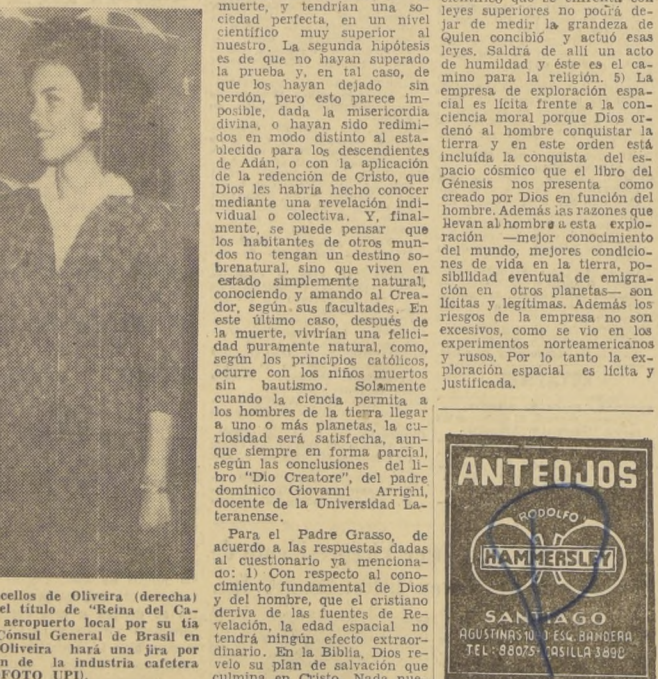 muerte, y tendrían una so-
ciedad perfecta, en un nivel
científico muy superior al
nuestro. La segunda hipótesis
es de que no hayan superado
la prueba y, en tal caso, de
que los hayan dejado sin
perdón, pero esto parece im-
posible, dada la misericordia
divina, o hayan sido redimi-
dos en modo distinto al esta-
blecido para los descendientes
de Adán, o con la aplicación
de la redención de Cristo, que
Dios les habría hecho conocer
mediante una revelación indi-
vidual o colectiva. Y, final-
mente, se puede pensar que
los habitantes de otros mun-
dos no tengan un destino so-
brenatural, sino que viven en
estado simplemente natural,
conociendo y amando al Crea-
dor, según sus facultades. En
este último caso, después de
la muerte, vivirían una felici-
dad puramente natural, como,
según los principios católicos,
ocurre con los niños muertos
sin bautismo. Solamente
cuando la ciencia permita a
los hombres de la tierra llegar
a uno o más planetas, la cu-
riosidad será satisfecha, aun-
que siempre en forma parcial,
según las conclusiones del li-
bro "Dio Creatore", del padre
domínico Giovanni Arrighi,
docente de la Universidad La-
teranense.
Para el Padre Grasso, de
acuerdo a las respuestas dadas
al cuestionario ya menciona-
do: 1) Con respecto al cono-
cimiento fundamental de Dios
y del hombre, que el cristiano
deriva de las fuentes de Re-
velación, la edad espacial no
tendrá ningún efecto extraor-
dinario. En la Biblia, Dios re-
velo su plan de salvación que
culmina en Cristo. Nada
leyes superiores no podrá de-
jar de medir la grandeza de
Quien concibió y actuó esas
leyes. Saldrá de allí un acto
de humildad y éste es el ca-
mino para la religión. 5) La
empresa de exploración espa-
cial es lícita frente a la con-
ciencia moral porque Dios or-
denó al hombre conquistar la
tierra y en este orden está
incluída la conquista del es-
pacio cósmico que el libro del
Génesis nos presenta como
creado por Dios en función del
hombre. Además las razones que
llevan al hombre a esta explo-
ración —mejor conocimiento
del mundo, mejores condicio-
nes de vida en la tierra, po-
sibilidad eventual de emigra-
ción en otros planetas— son
lícitas y legítimas. Además los
riesgos de la empresa no son
excesivos, como se vio en los
experimentos norteamericanos
y rusos. Por lo tanto la ex-
ploración espacial es lícita y
justificada.
ANTEOJOS
RODOLFO
HAMMERSLEY
SANTIAGO
AGUSTINAS ESQ. BANDERA
TEL: 88075 - CASILLA 3898
cellos de Oliveira (derecha)
el título de "Reina del Ca-
aeropuerto local por su tía
Cónsul General de Brasil en
Oliveira hará una jira por
n de la industria cafetera
FOTO UPI).